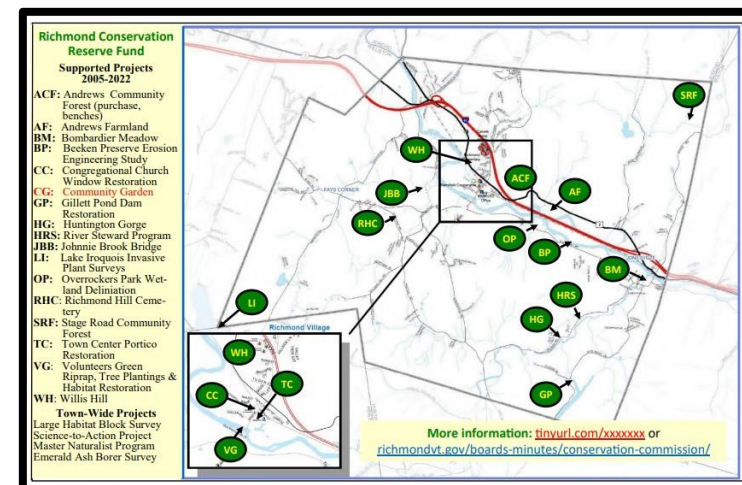 Richmond Conservation
Reserve Fund
Supported Projects
2005-2022
ACF: Andrews Community
Forest (purchase,
benches)
AF: Andrews Farmland
BM: Bombardier Meadow
BP: Beeken Preserve Erosion
Engineering Study
CC: Congregational Church
Window Restoration
CG: Community Garden
GP: Gillett Pond Dam
Restoration
HG: Huntington Gorge
HRS: River Steward Program
JBB: Johnnie Brook Bridge
LI: Lake Iroquois Invasive
Plant Surveys
OP: Overrockers Park Wet-
land Deliniation
RHC: Richmond Hill Ceme-
tery
SRF: Stage Road Community
Forest
TC: Town Center Portico
Restoration
VG: Volunteers Green
Riprap, Tree Plantings &
Habitat Restoration
WH: Willis Hill
Town-Wide Projects
Large Habitat Block Survey
Science-to-Action Project
Master Naturalist Program
Emerald Ash Borer Survey
SRF
WH
ACF
JBB
FAYS CORNER
AF
RHC
OP
BP
BM
HRS
LI
HG
Richmond Village
WH
TC
CC
GP
VG
More information: tinyurl.com/xxxxxxx or
richmondvt.gov/boards-minutes/conservation-commission/